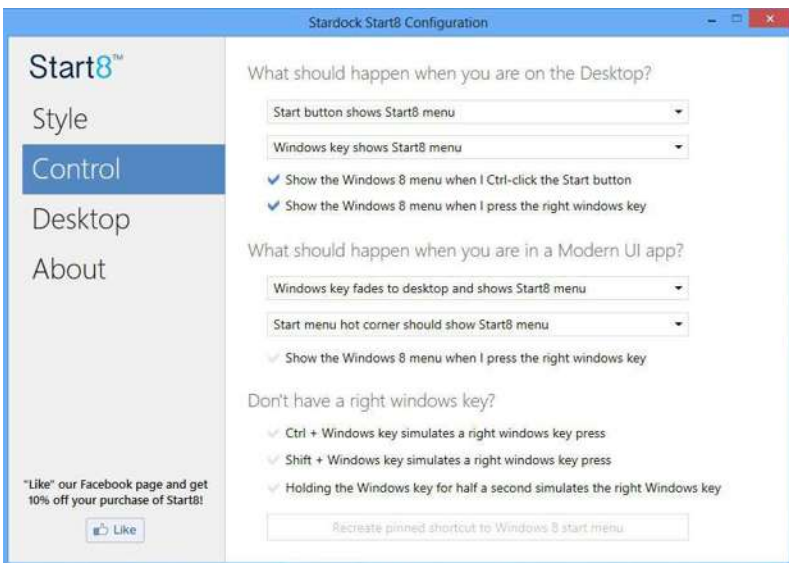 Stardock Start8 Configuration
Start8™
Style
Control
Desktop
About
"Like" our Facebook page and get
10% off your purchase of Start8!
Like
What should happen when you are on the Desktop?
Start button shows Start8 menu
Windows key shows Start8 menu
Show the Windows 8 menu when I Ctrl-click the Start button
Show the Windows 8 menu when I press the right windows key
What should happen when you are in a Modern UI app?
Windows key fades to desktop and shows Start8 menu
Start menu hot corner should show Start8 menu
Show the Windows 8 menu when I press the right windows key
Don't have a right windows key?
Ctrl + Windows key simulates a right windows key press
Shift + Windows key simulates a right windows key press
Holding the Windows key for half a second simulates the right Windows key
Recreate pinned shortcut to Windows 8 start menu